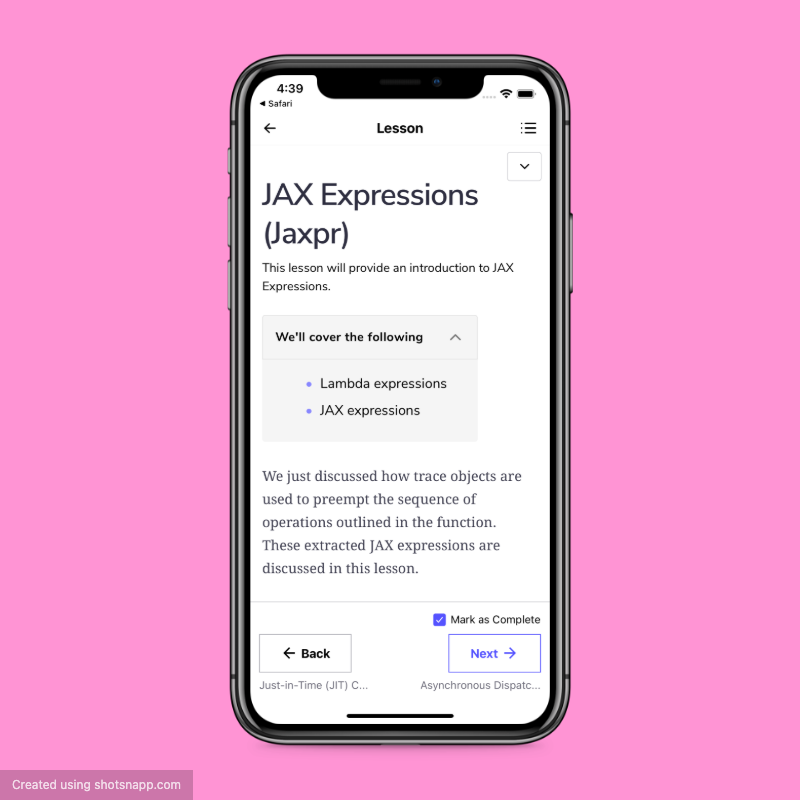 4:39
◀ Safari
Lesson
JAX Expressions
(Jaxpr)
This lesson will provide an introduction to JAX
Expressions.
We'll cover the following
Lambda expressions
JAX expressions
We just discussed how trace objects are
used to preempt the sequence of
operations outlined in the function.
These extracted JAX expressions are
discussed in this lesson.
Mark as Complete
← Back
Next →
Just-in-Time (JIT) C...
Asynchronous Dispatc...
Created using shotsnapp.com